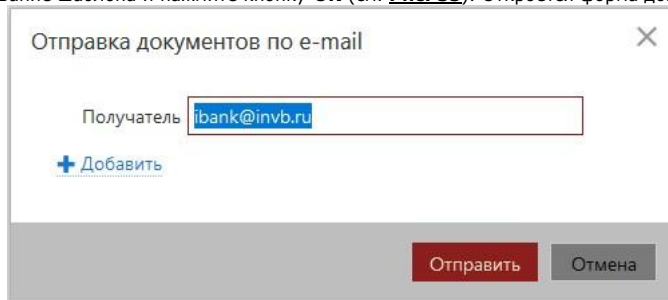 Отправка документов по e-mail
Получатель ibank@invb.ru
Добавить
Отправить Отмена